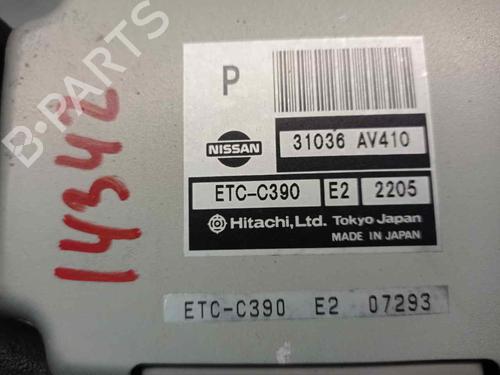 P
NISSAN
31036 AV410
ETC-C390 E2 2205
Hitachi, Ltd. Tokyo Japan
MADE IN JAPAN
ETC-C390 E2 07293
14342
B-PARTS